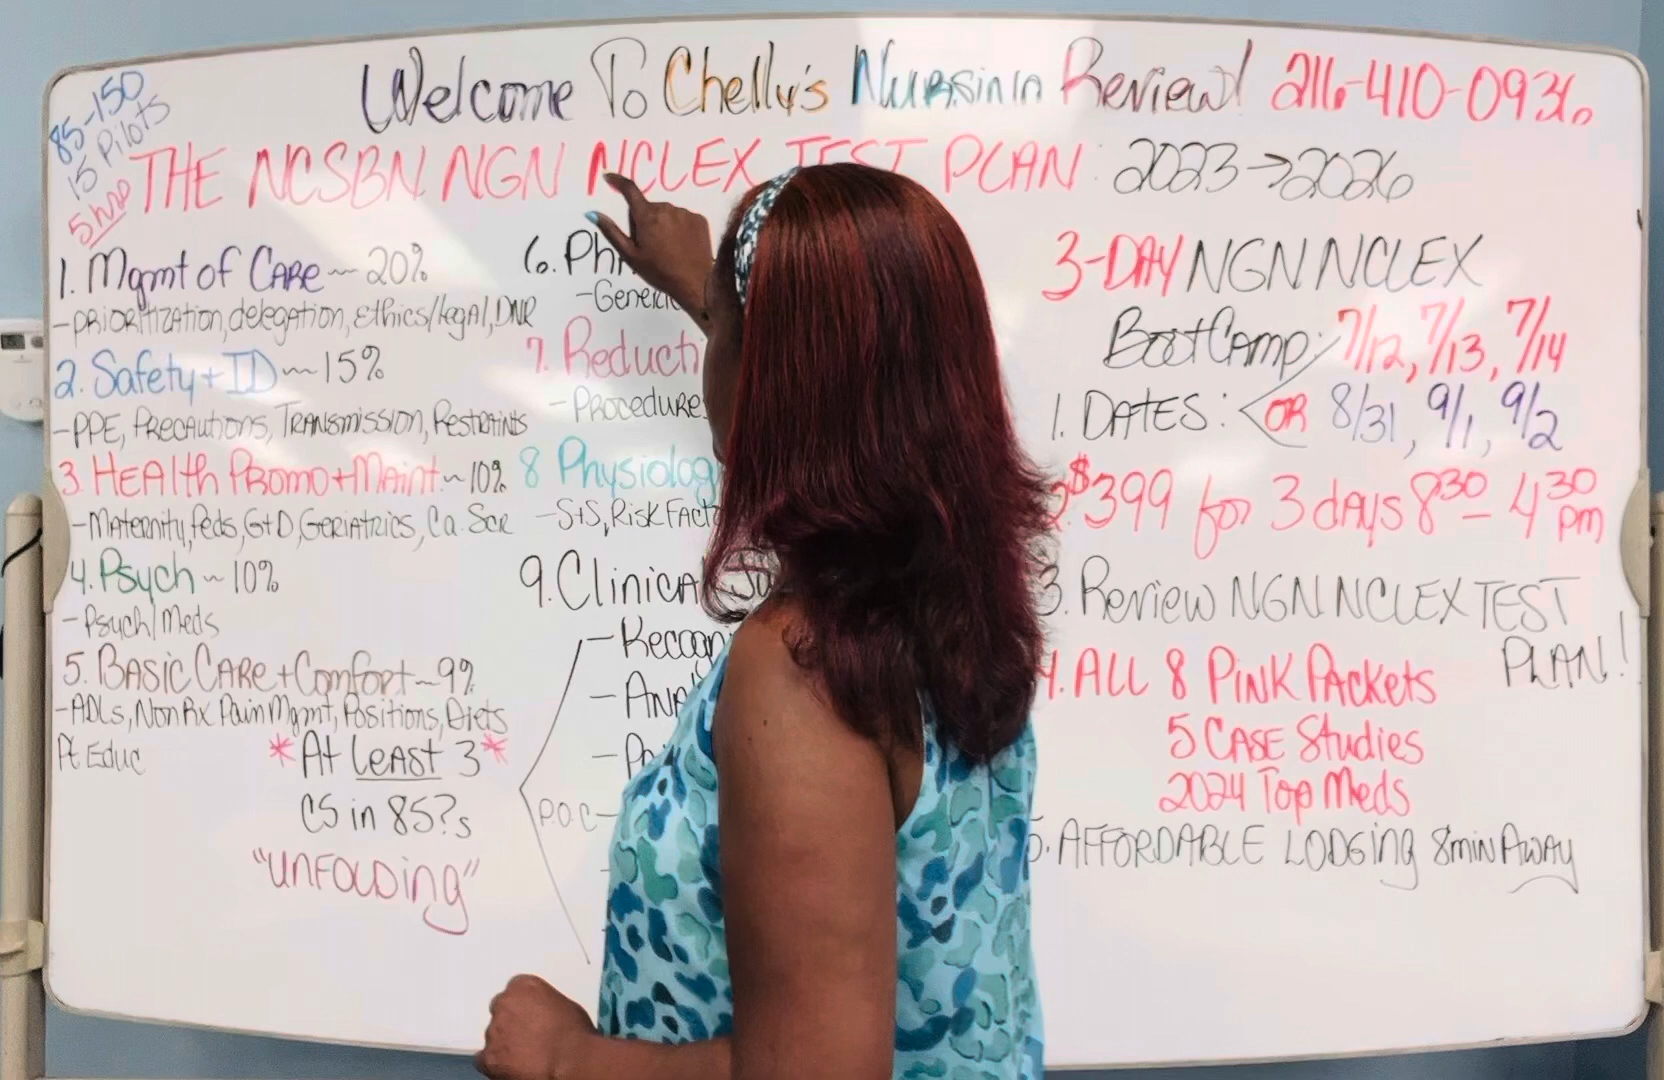 Welcome To Chelly's Nursing Review! 216-410-0936
85-150
15 Pilots
5 hrs
THE NCSBN NGN NCLEX TEST PLAN: 2023→2026
1. Mgmt of CARE ~ 20%
-PRIORITIZATION, delegation, Ethics/legal, DNR
2. Safety + ID ~ 15%
-PPE, PRECAutions, TRANSmission, REStRAints
3 HEALth PROMO + MAint. ~ 10%
-MAternity, Peds, G+D, GERIAtRics, Ca. Scr
4. Psych ~ 10%
- Psych/Meds
5. BASIC CARE + Comfort ~ 9%
-ADLs, Non Rx Pain Mgmt, Positions, Diets
Pt Educ
*At LEAST 3*
CS in 85?s
"UNFOLDing"
6. Ph
7. Reducti
-PROCEDURE
8 Physiology
-S+S, RISK FACt
9. Clinical
-Recogn
-P.O.C-
3-DAY NGN NCLEX
BootCAmp: 7/12, 7/13, 7/14
1. DATES: < OR 8/31, 9/1, 9/2
$399 for 3 days 8:30 - 4:30 pm
3. Review NGN NCLEX TEST
PLAN!
4. ALL 8 PINK PAckets
5 CASE Studies
2024 Top Meds
5. AFFORDABLE LODGING 8min AWAY